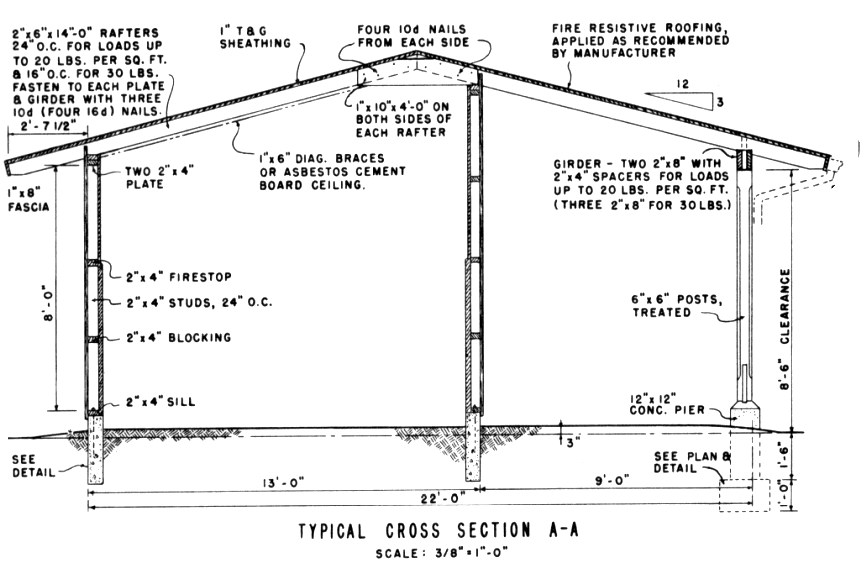 2"x6"x14'-0" RAFTERS
24" O.C. FOR LOADS UP
TO 20 LBS. PER SQ. FT.
& 16" O.C. FOR 30 LBS.
FASTEN TO EACH PLATE
& GIRDER WITH THREE
10d (FOUR 16d) NAILS.
2'-7 1/2"
1" T & G
SHEATHING
FOUR 10d NAILS
FROM EACH SIDE
FIRE RESISTIVE ROOFING,
APPLIED AS RECOMMENDED
BY MANUFACTURER
12
3
1"x10"x4'-0" ON
BOTH SIDES OF
EACH RAFTER
1"x6" DIAG. BRACES
OR ASBESTOS CEMENT
BOARD CEILING.
TWO 2"x4"
PLATE
1"x8"
FASCIA
GIRDER - TWO 2"x8" WITH
2"x4" SPACERS FOR LOADS
UP TO 20 LBS. PER SQ. FT.
(THREE 2"x8" FOR 30 LBS.)
2"x4" FIRESTOP
2"x4" STUDS, 24" O.C.
2"x4" BLOCKING
2"x4" SILL
8'-0"
6"x6" POSTS,
TREATED
8'-6" CLEARANCE
12"x12"
CONC. PIER
3"
SEE
DETAIL
SEE PLAN &
DETAIL
1'-6"
1'-0"
13'-0"
9'-0"
22'-0"
TYPICAL CROSS SECTION A-A
SCALE: 3/8"=1'-0"